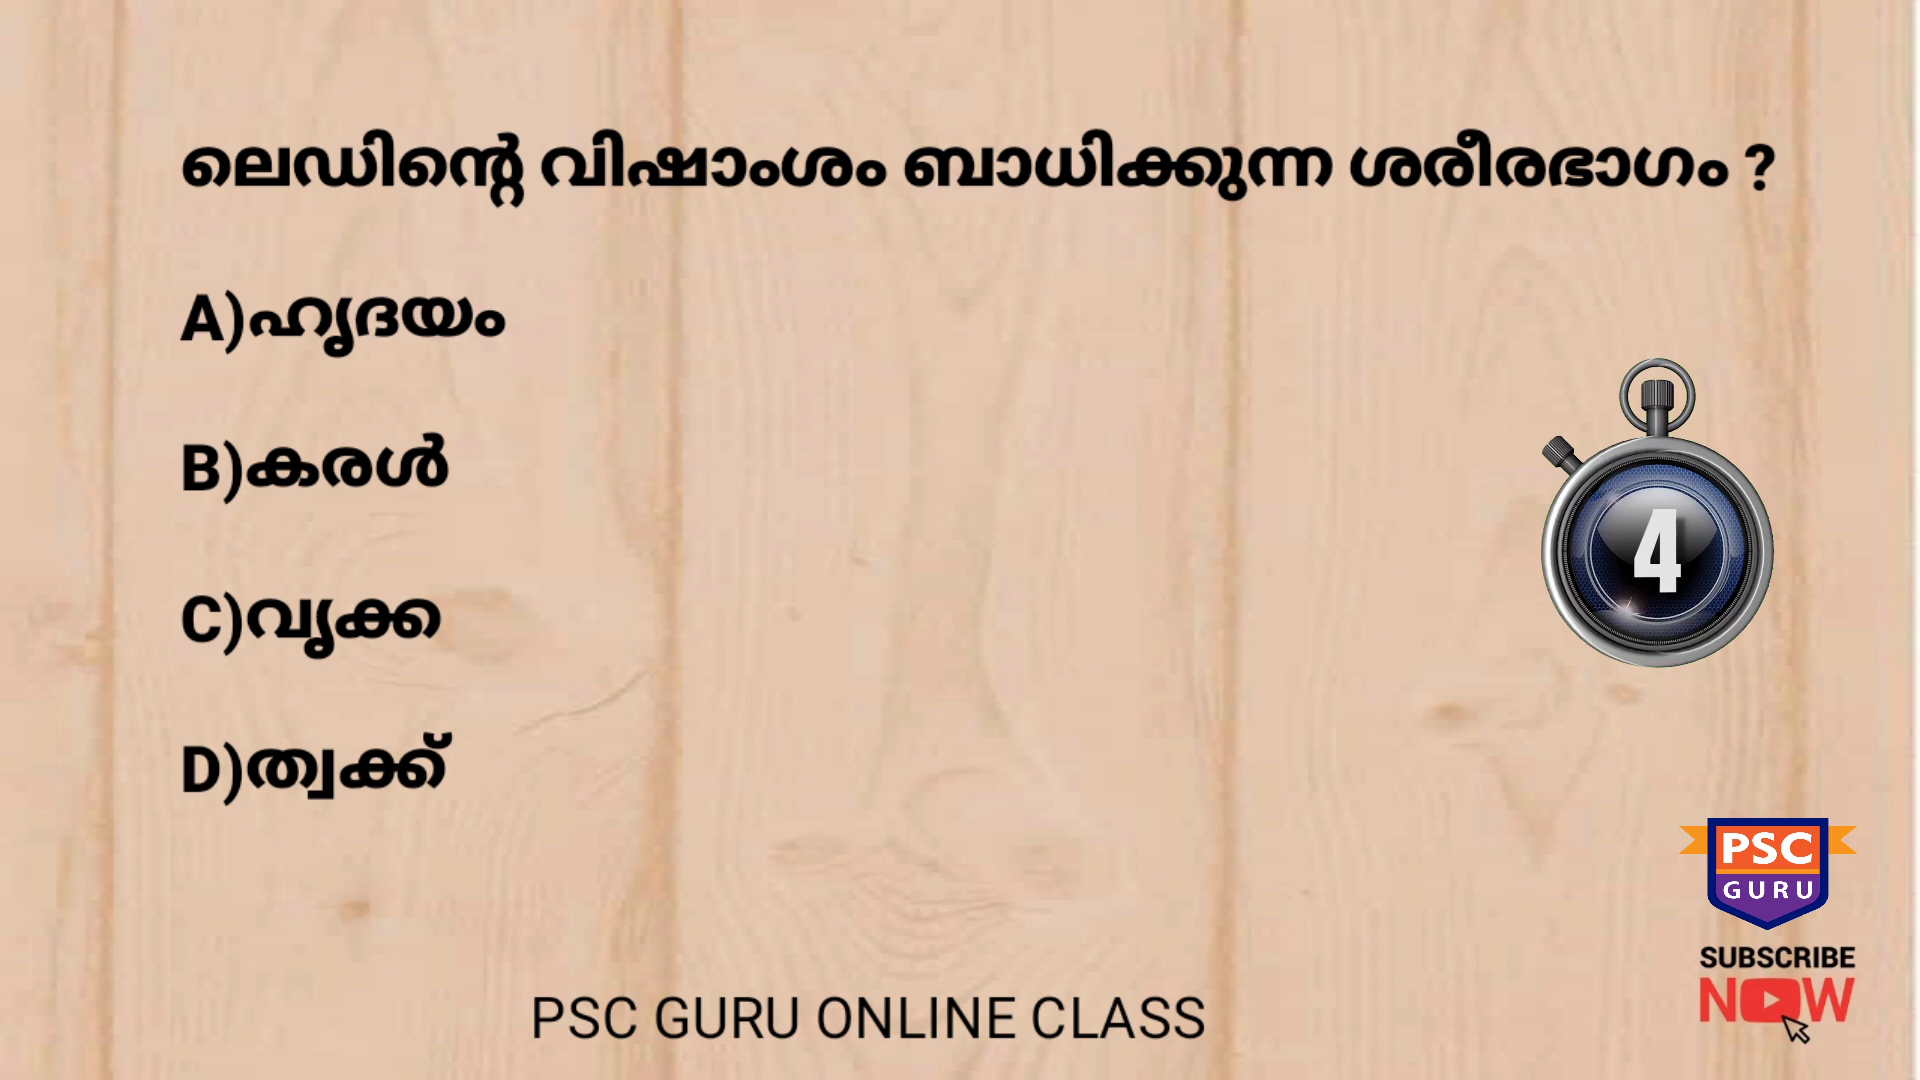 ലെഡിന്റെ വിഷാംശം ബാധിക്കുന്ന ശരീരഭാഗം ?
A)ഹൃദയം
B)കരൾ
C)വൃക്ക
D)ത്വക്ക്
4
PSC
GURU
SUBSCRIBE
NOW
PSC GURU ONLINE CLASS